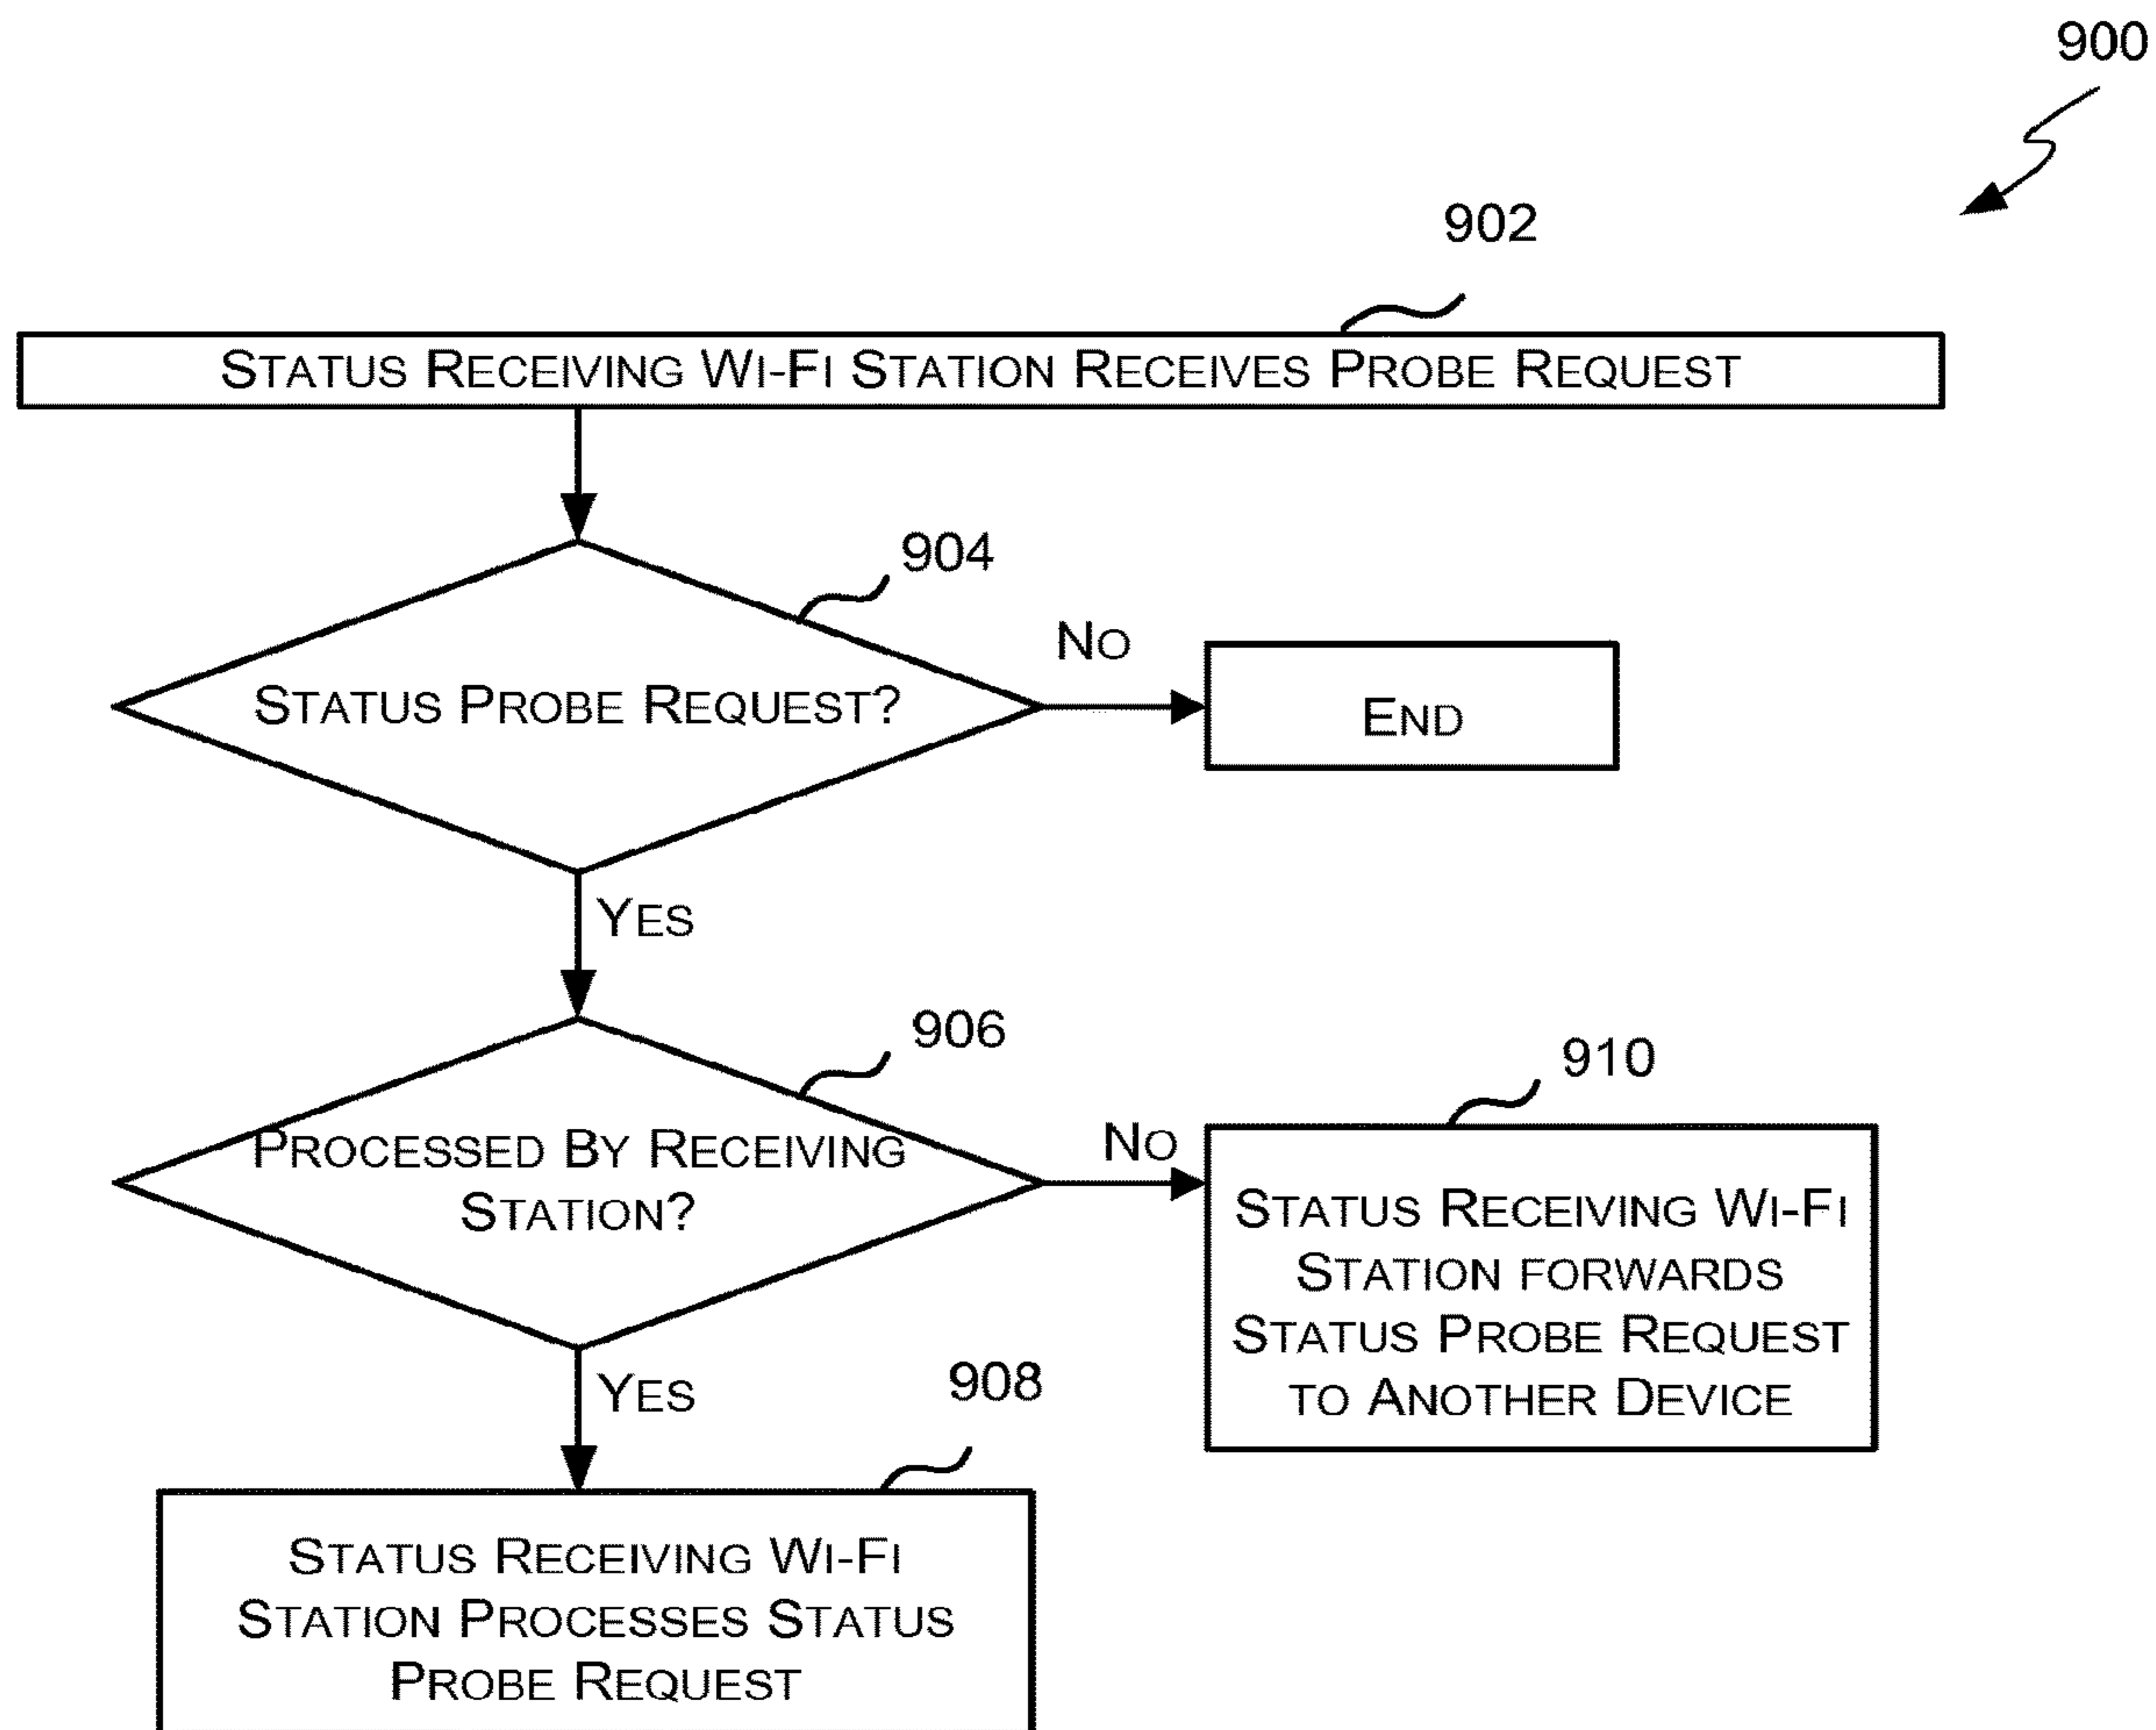 900
902
STATUS RECEIVING WI-FI STATION RECEIVES PROBE REQUEST
904
STATUS PROBE REQUEST?
NO
END
YES
906
PROCESSED BY RECEIVING
STATION?
NO
910
STATUS RECEIVING WI-FI
STATION FORWARDS
STATUS PROBE REQUEST
TO ANOTHER DEVICE
YES
908
STATUS RECEIVING WI-FI
STATION PROCESSES STATUS
PROBE REQUEST